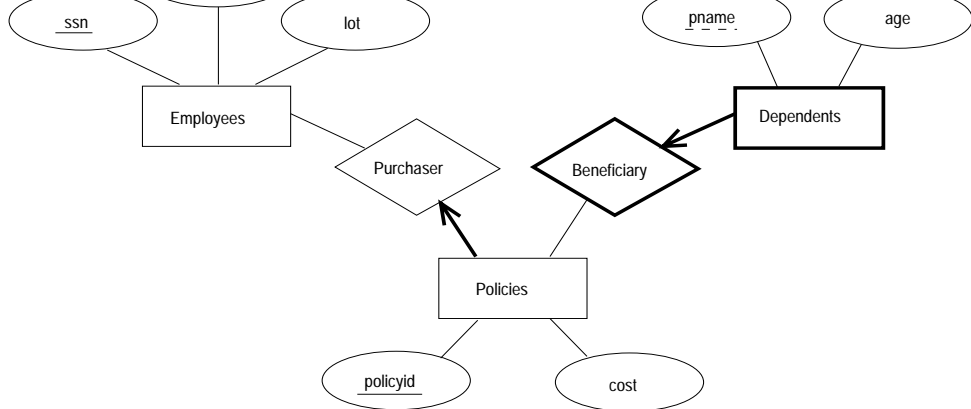 ssn
lot
pname
age
Employees
Dependents
Purchaser
Beneficiary
Policies
policyid
cost